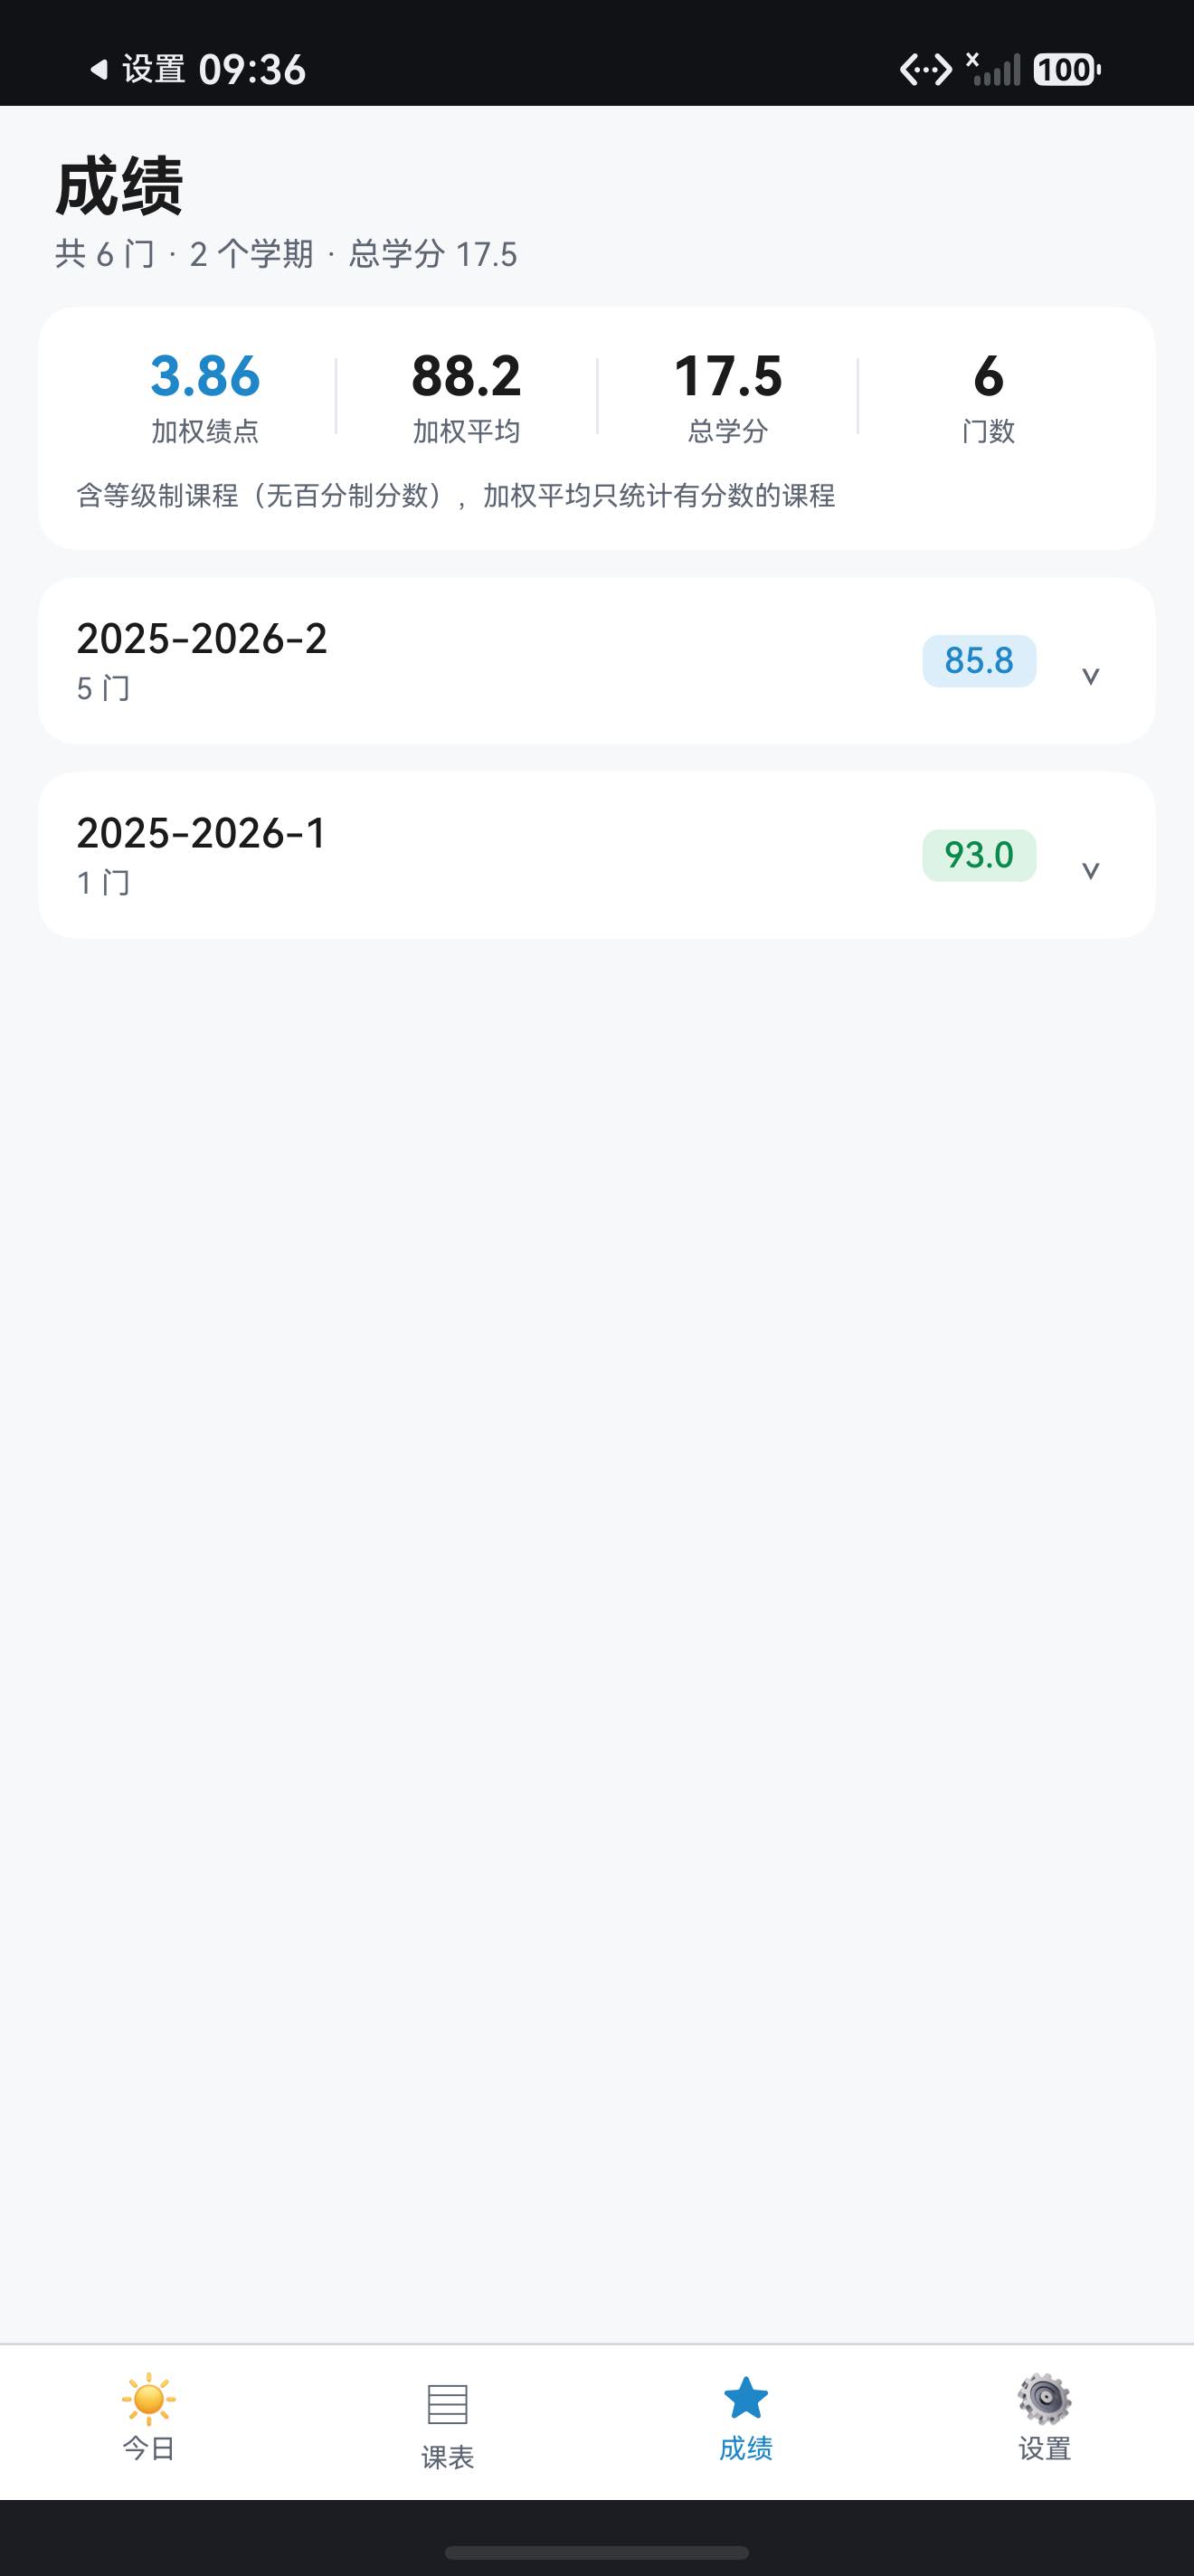 设置 09:36
100
成绩
共 6 门 · 2 个学期 · 总学分 17.5
3.86
加权绩点
88.2
加权平均
17.5
总学分
6
门数
含等级制课程（无百分制分数），加权平均只统计有分数的课程
2025-2026-2
5 门
85.8
2025-2026-1
1 门
93.0
今日
课表
成绩
设置